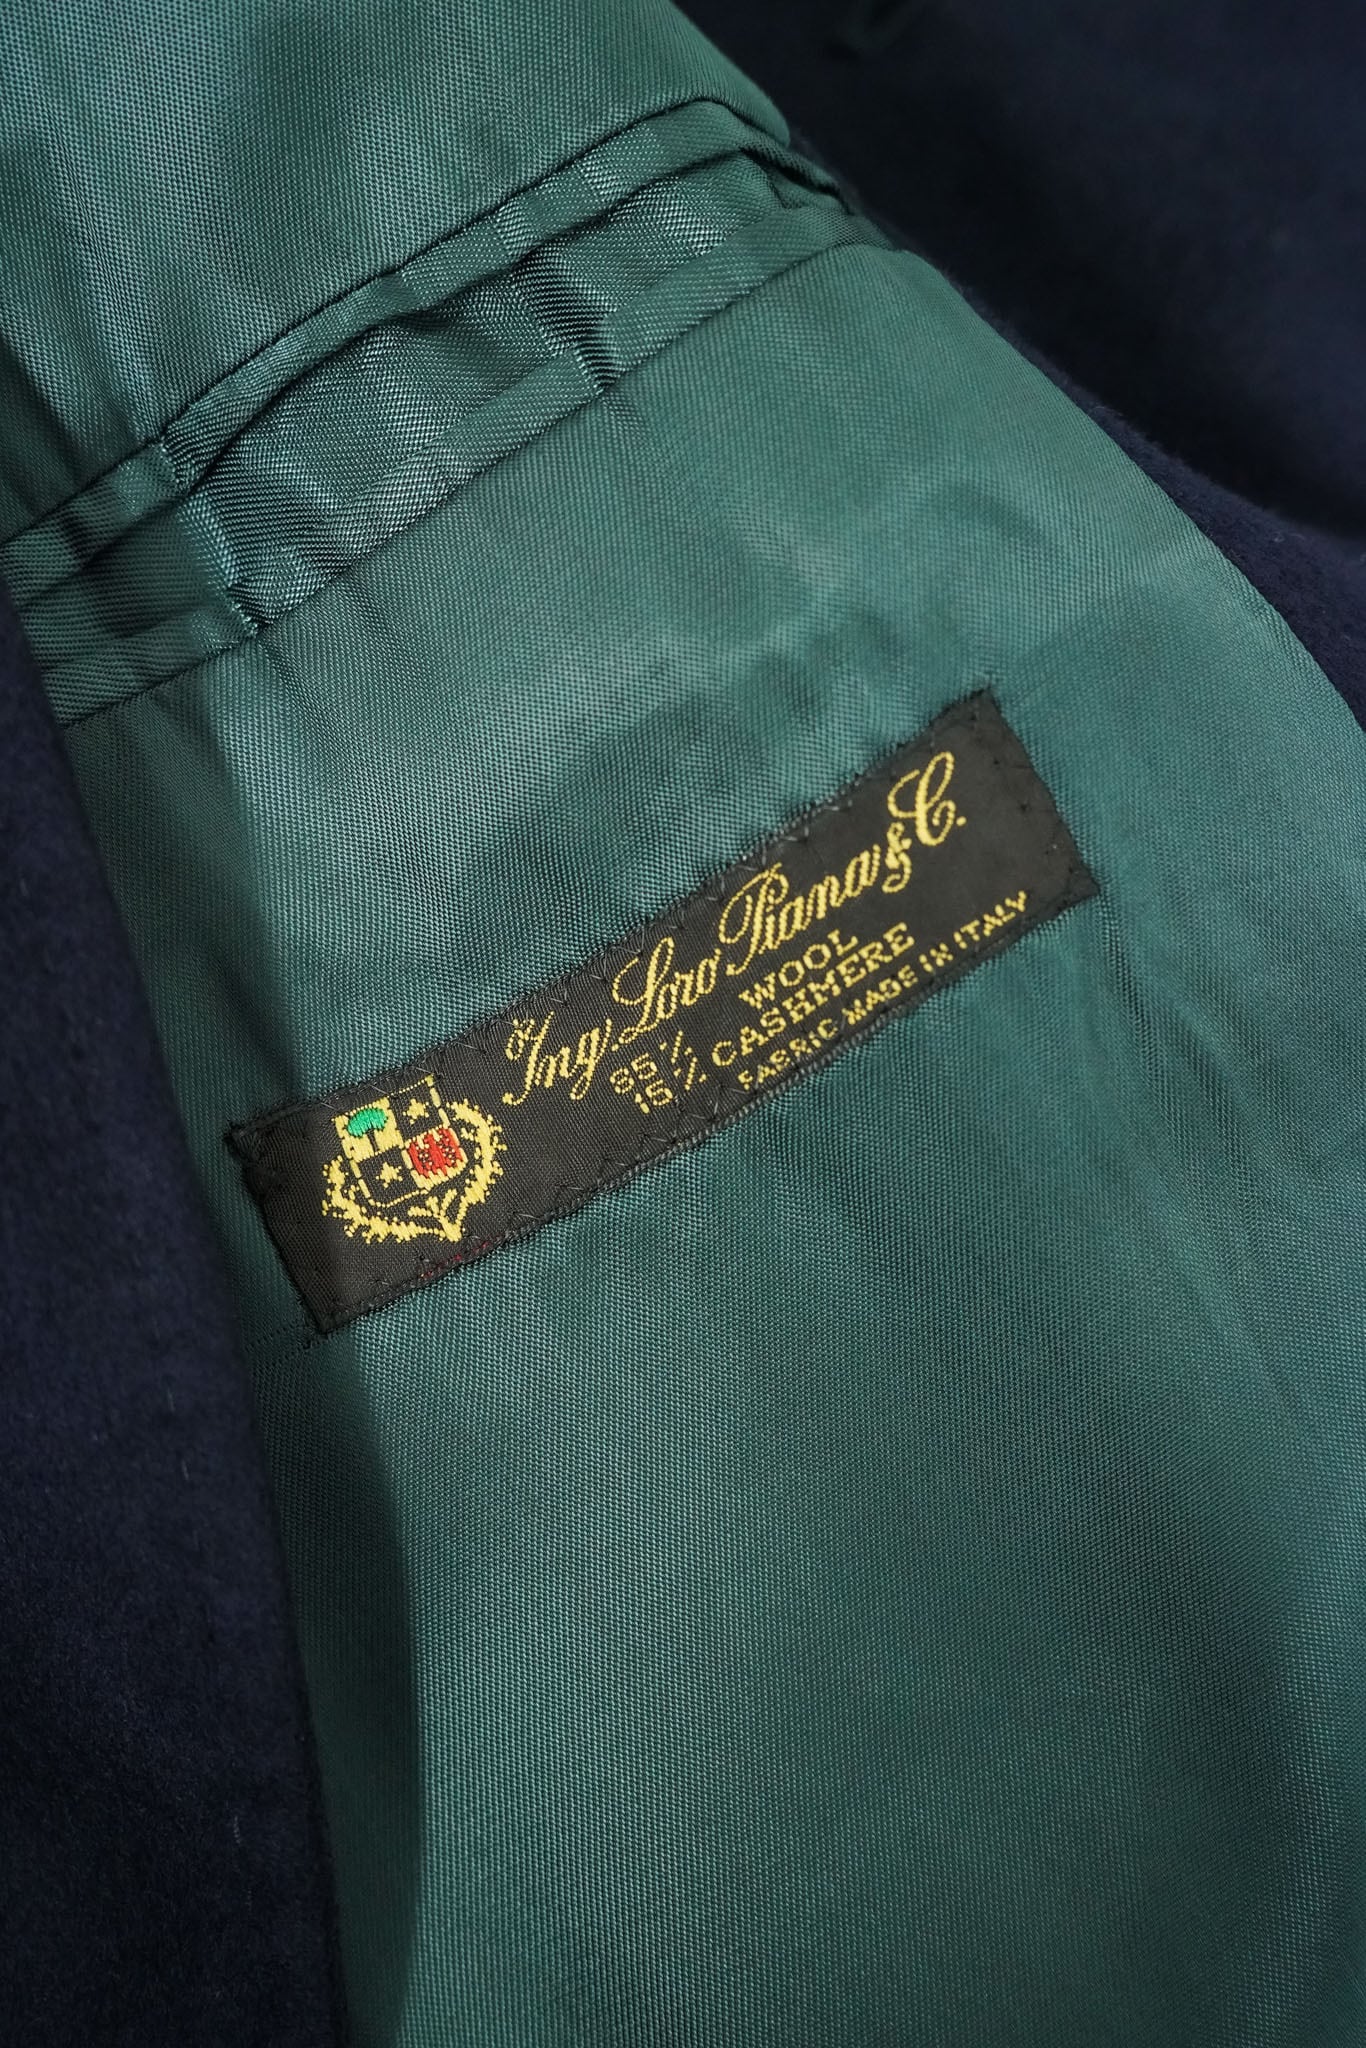 Ing. Loro Piana & C.
85% WOOL
15% CASHMERE
FABRIC MADE IN ITALY